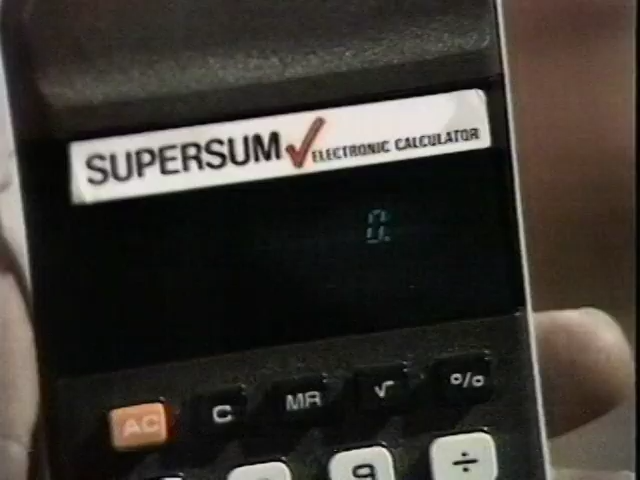 SUPERSUM ELECTRONIC CALCULATOR
0.
AC C MR √ %
9 ÷